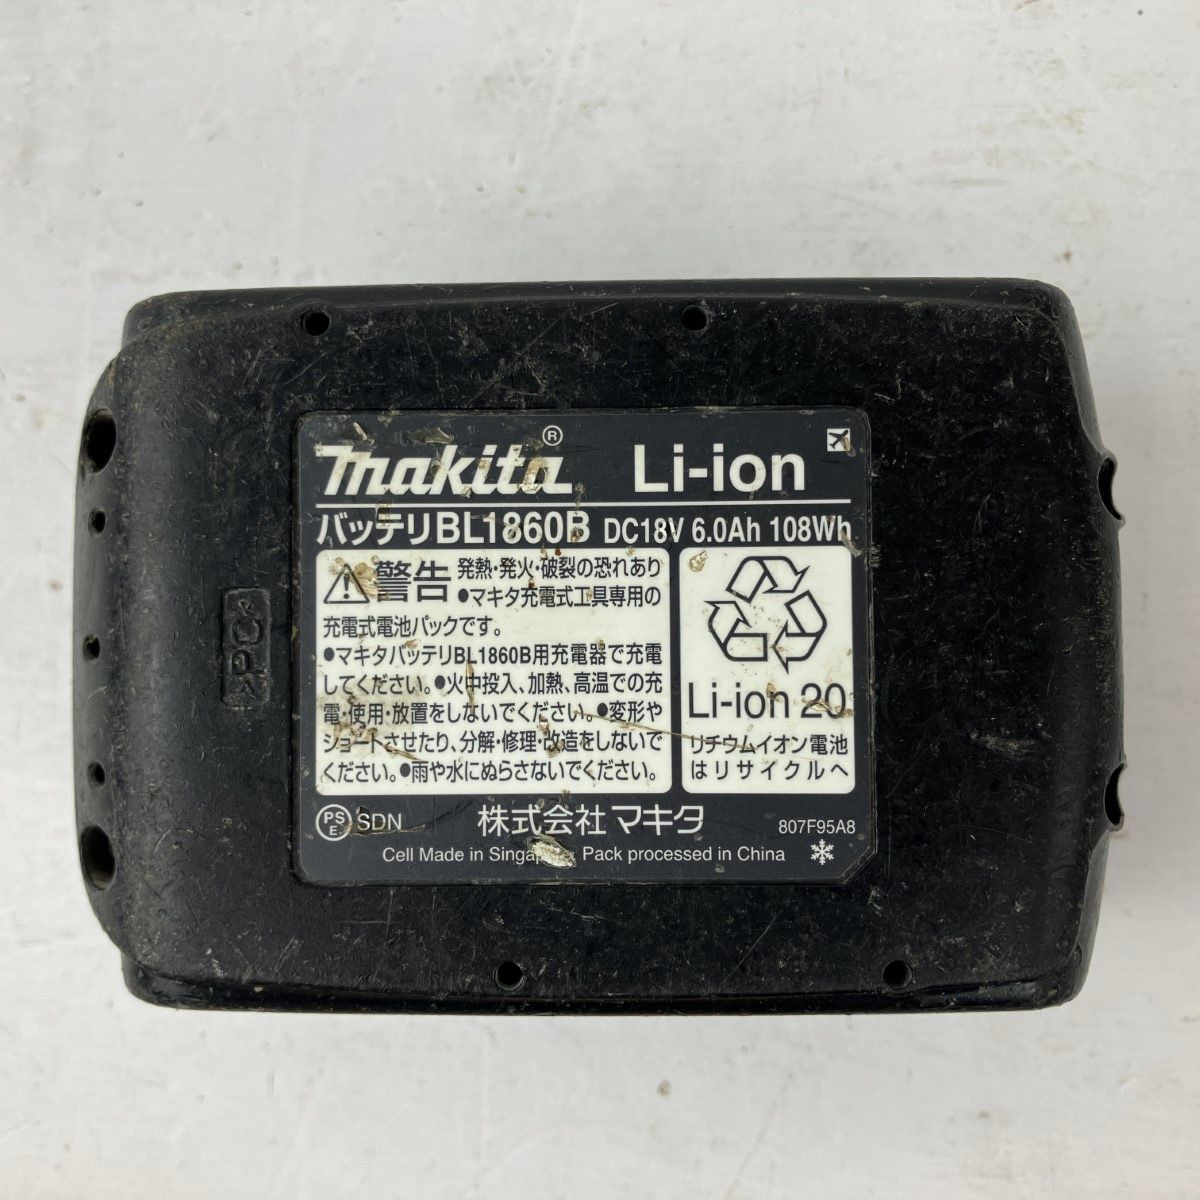 makita® Li-ion
バッテリBL1860B DC18V 6.0Ah 108Wh
警告 発熱・発火・破裂の恐れあり
●マキタ充電式工具専用の
充電式電池パックです。
●マキタバッテリBL1860B用充電器で充電
してください。●火中投入、加熱、高温での充
電・使用・放置をしないでください。●変形や
ショートさせたり、分解・修理・改造をしないで
ください。●雨や水にぬらさないでください。
Li-ion 20
リチウムイオン電池
はリサイクルへ
PS
E SDN 株式会社 マキタ 807F95A8
Cell Made in Singapore, Pack processed in China
>PC<